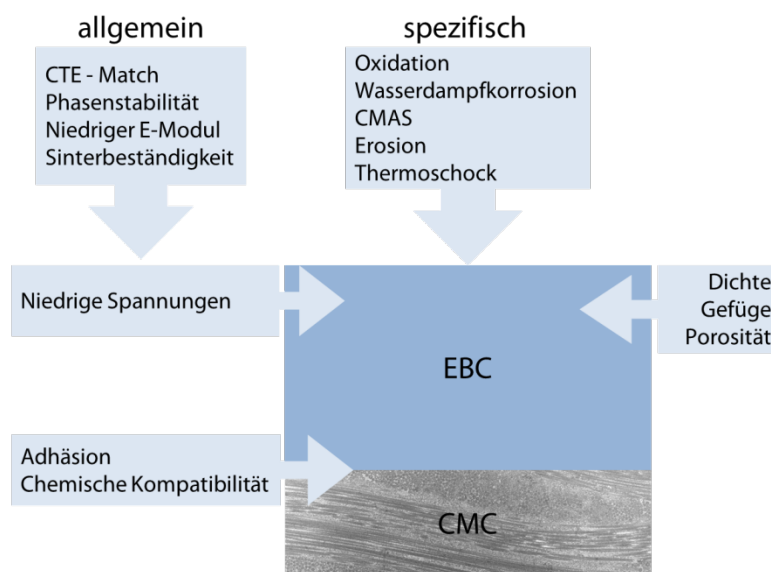 allgemein
CTE - Match
Phasenstabilität
Niedriger E-Modul
Sinterbeständigkeit
spezifisch
Oxidation
Wasserdampfkorrosion
CMAS
Erosion
Thermoschock
Niedrige Spannungen
Dichte
Gefüge
Porosität
EBC
Adhäsion
Chemische Kompatibilität
CMC